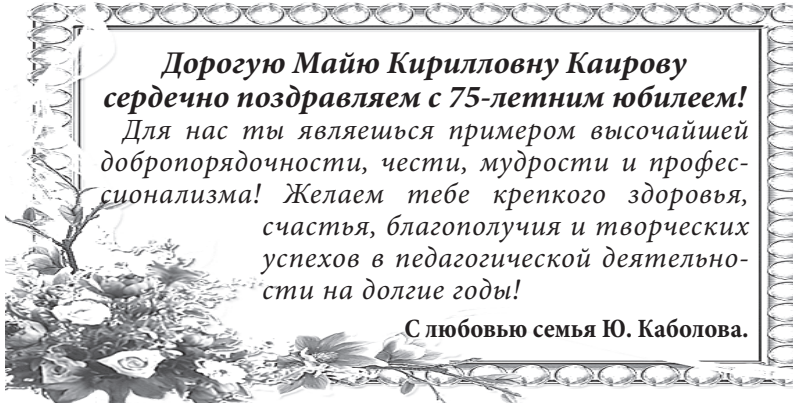 Дорогую Майю Кирилловну Каирову
сердечно поздравляем с 75-летним юбилеем!
Для нас ты являешься примером высочайшей
добропорядочности, чести, мудрости и профес-
сионализма! Желаем тебе крепкого здоровья,
счастья, благополучия и творческих
успехов в педагогической деятельно-
сти на долгие годы!
С любовью семья Ю. Каболова.